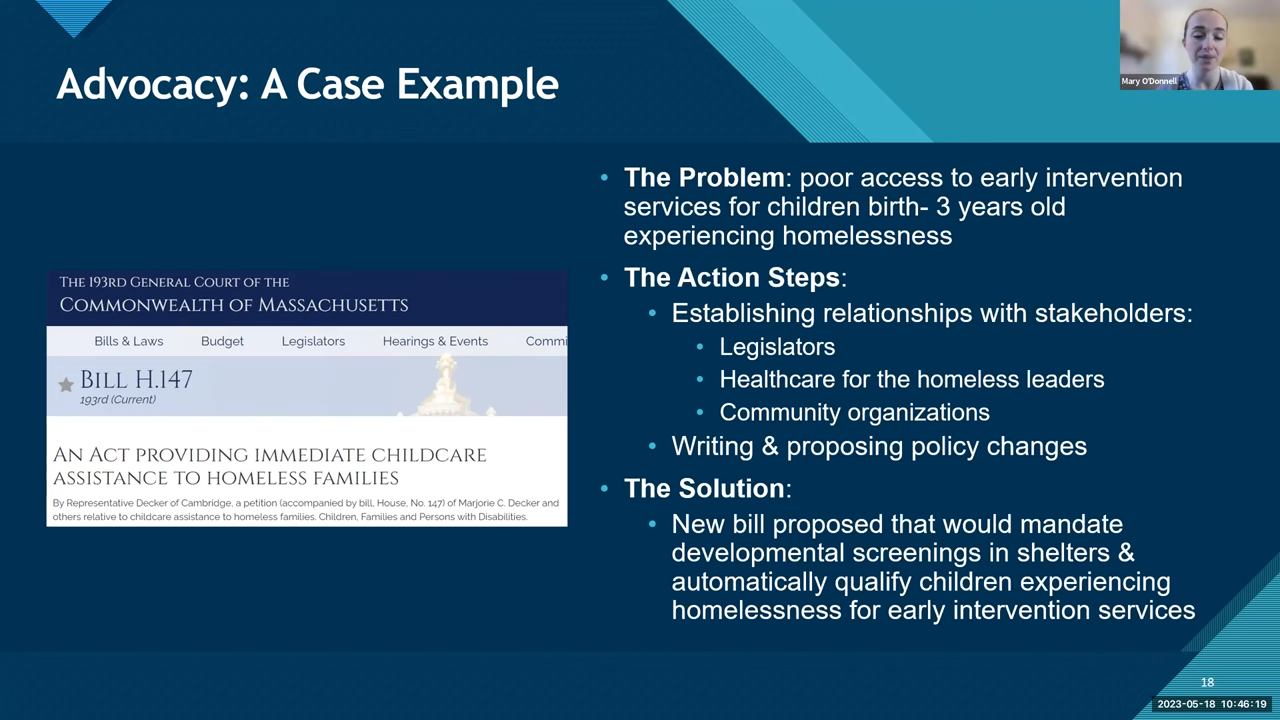 Advocacy: A Case Example
Mary O'Donnell
The Problem: poor access to early intervention
services for children birth- 3 years old
experiencing homelessness
The Action Steps:
Establishing relationships with stakeholders:
Legislators
Healthcare for the homeless leaders
Community organizations
Writing & proposing policy changes
The Solution:
New bill proposed that would mandate
developmental screenings in shelters &
automatically qualify children experiencing
homelessness for early intervention services
The 193rd General Court of the
Commonwealth of Massachusetts
Bills & Laws Budget Legislators Hearings & Events Commi
Bill H.147
193rd (Current)
An Act providing immediate childcare
assistance to homeless families
By Representative Decker of Cambridge, a petition (accompanied by bill, House, No. 147) of Marjorie C. Decker and
others relative to childcare assistance to homeless families. Children, Families and Persons with Disabilities.
18
2023-05-18 10:46:19